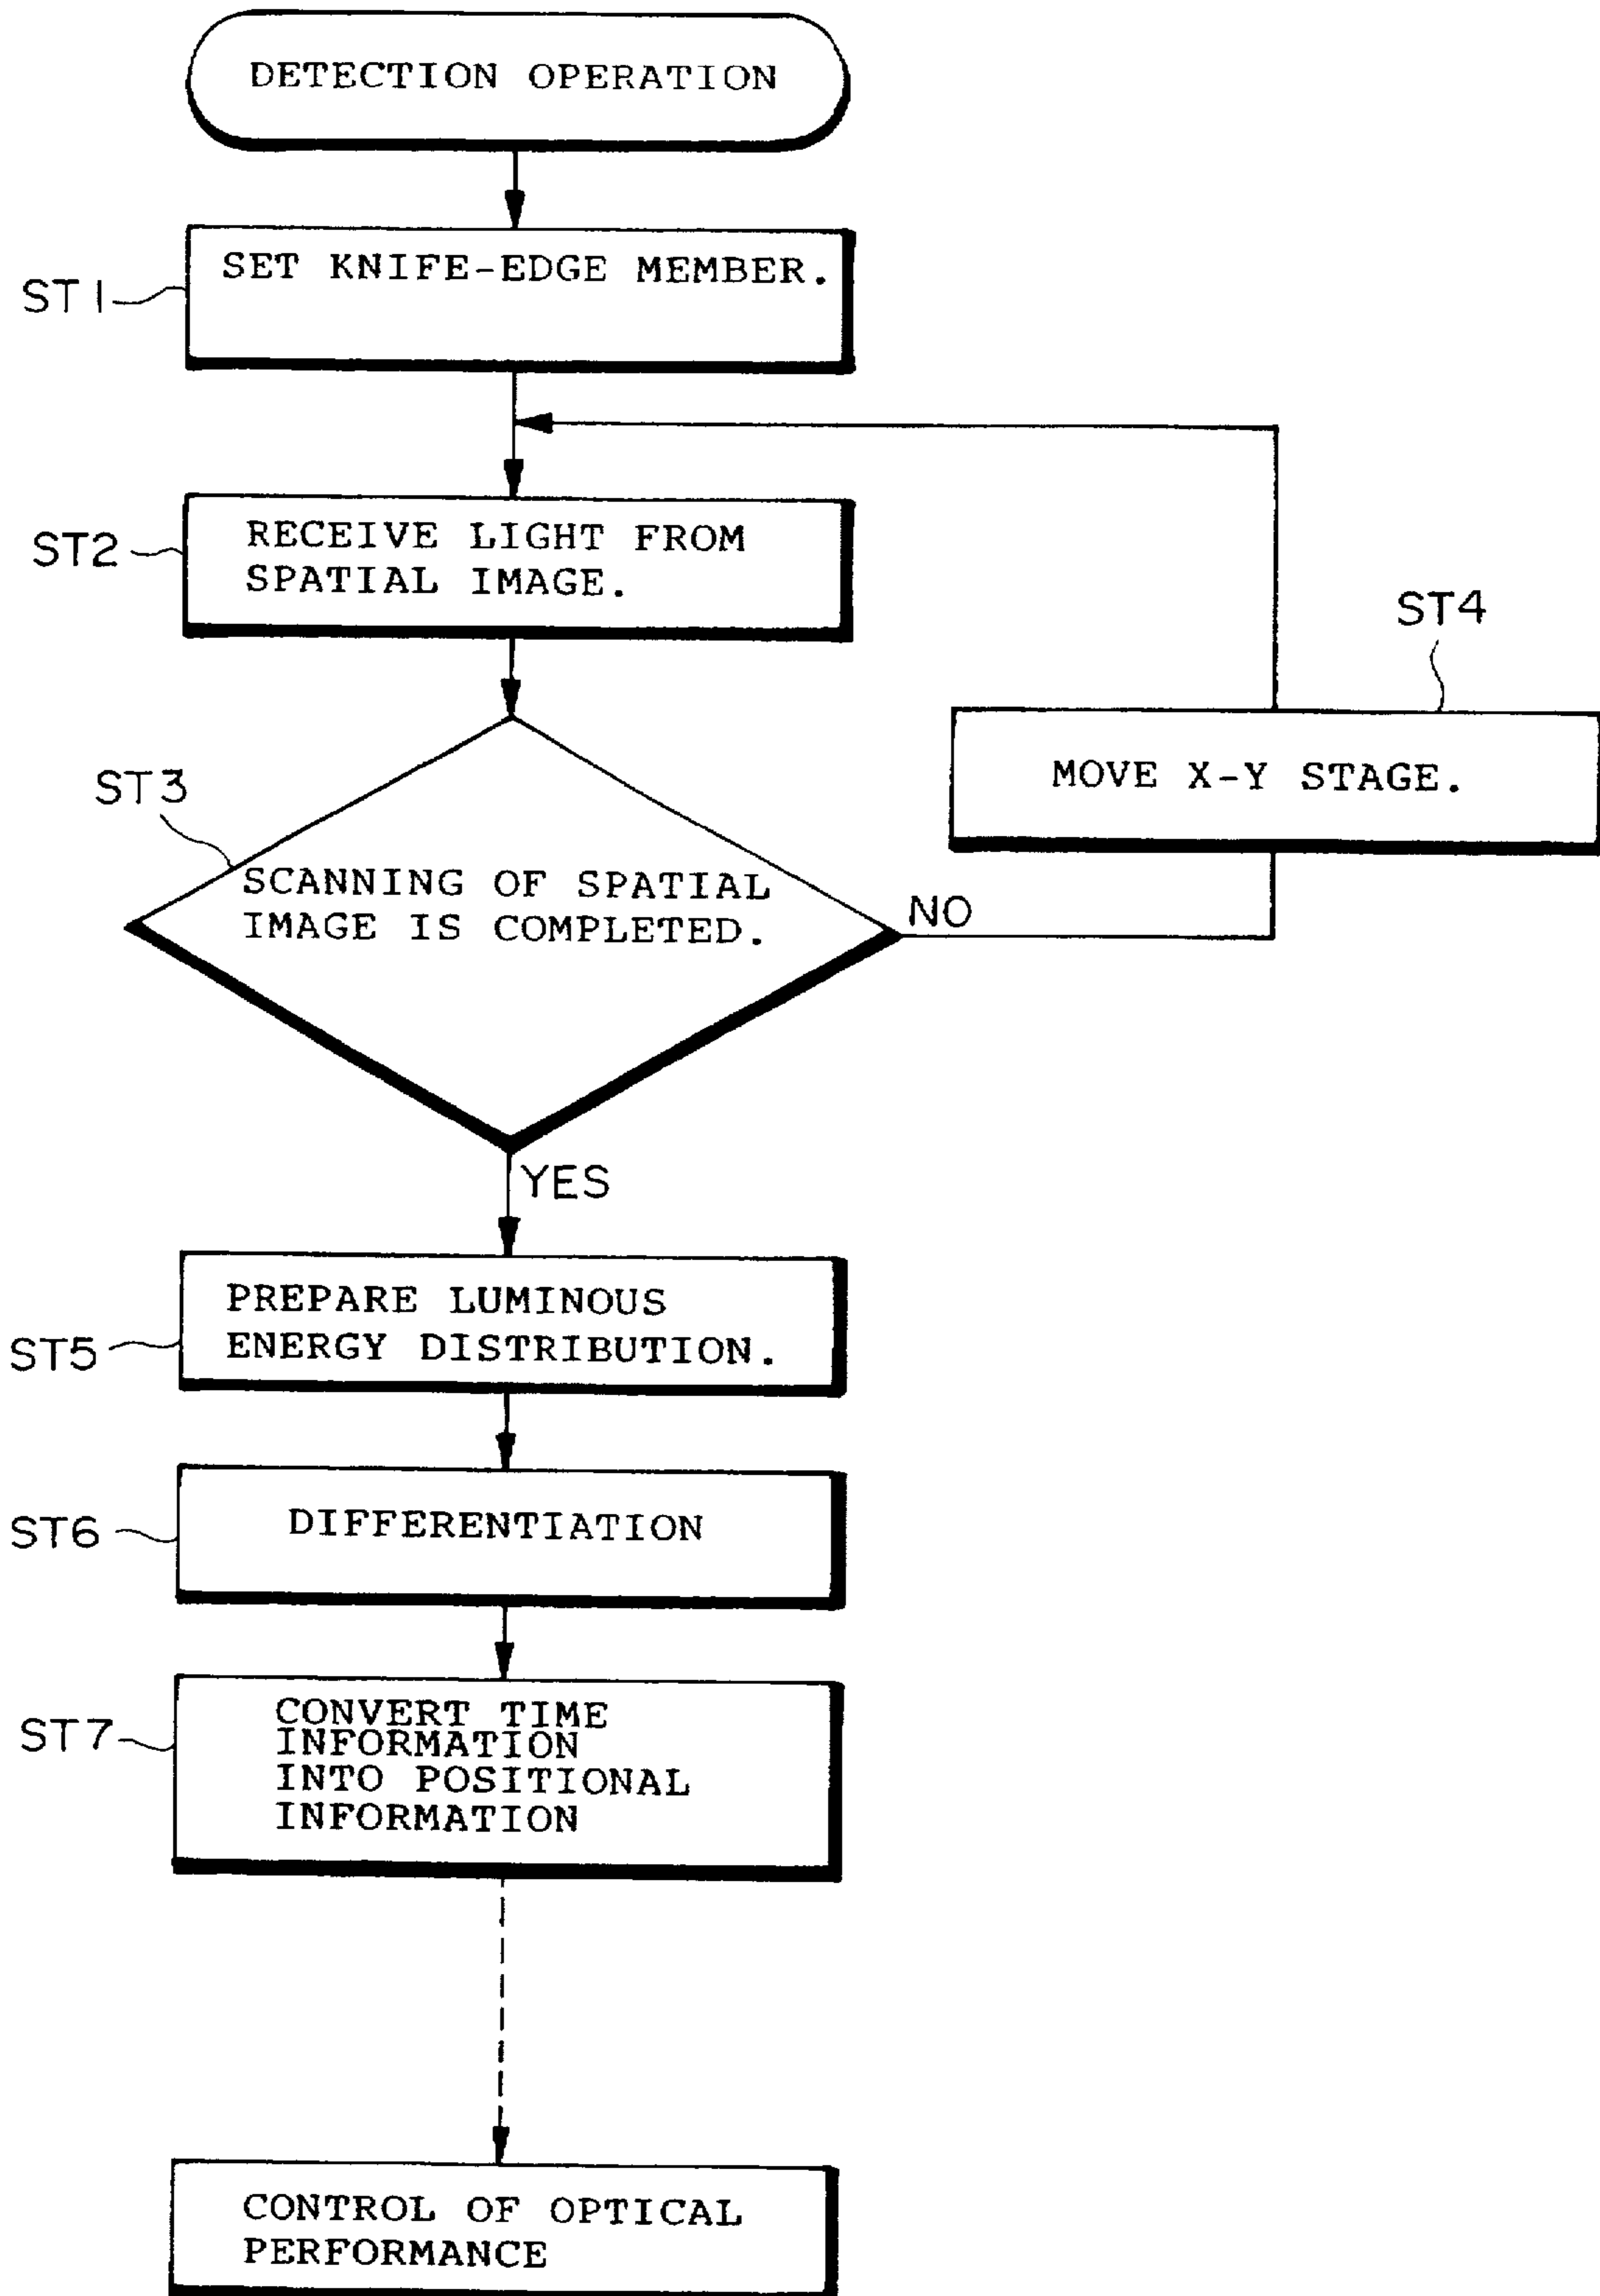 DETECTION OPERATION
ST1
SET KNIFE-EDGE MEMBER.
ST2
RECEIVE LIGHT FROM
SPATIAL IMAGE.
ST4
MOVE X-Y STAGE.
ST3
SCANNING OF SPATIAL
IMAGE IS COMPLETED.
NO
YES
ST5
PREPARE LUMINOUS
ENERGY DISTRIBUTION.
ST6
DIFFERENTIATION
ST7
CONVERT TIME
INFORMATION
INTO POSITIONAL
INFORMATION
CONTROL OF OPTICAL
PERFORMANCE